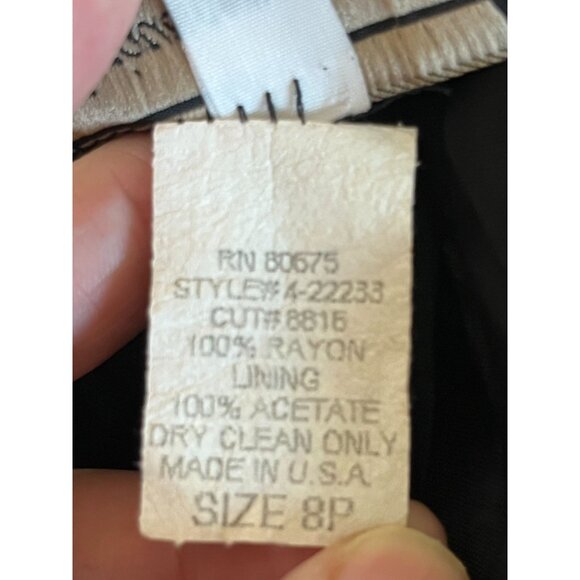 RN 80675
STYLE# 4-22233
CUT# 8816
100% RAYON
LINING
100% ACETATE
DRY CLEAN ONLY
MADE IN U.S.A.
SIZE 8P